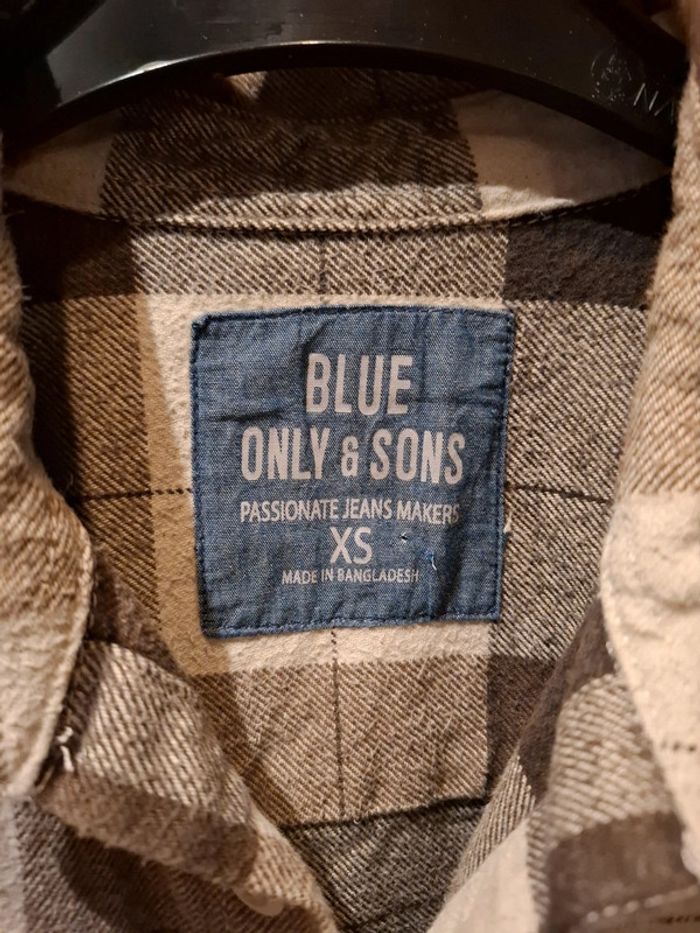 BLUE
ONLY & SONS
PASSIONATE JEANS MAKERS
XS
MADE IN BANGLADESH